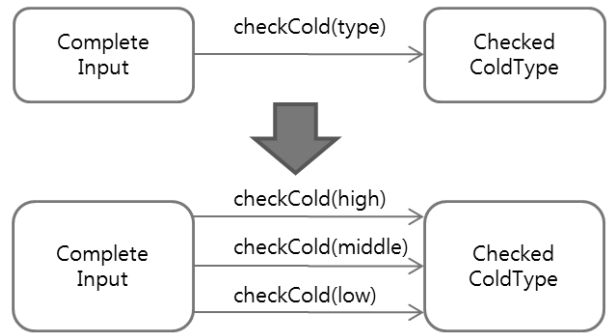 checkCold(type)
Complete
Input
Checked
ColdType
checkCold(high)
Complete
Input
checkCold(middle)
checkCold(low)
Checked
ColdType